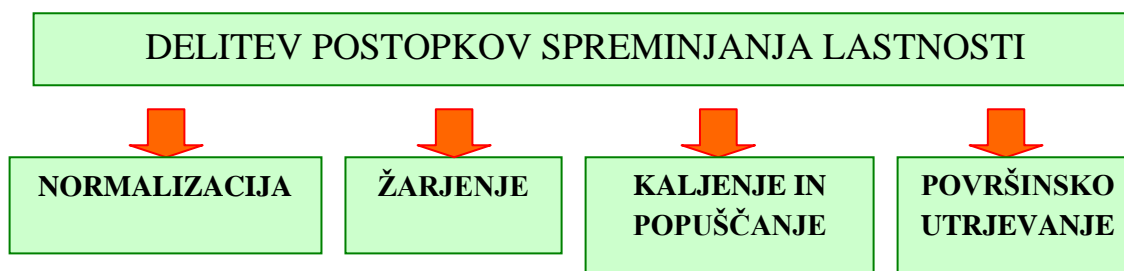 DELITEV POSTOPKOV SPREMINJANJA LASTNOSTI
NORMALIZACIJA
ŽARJENJE
KALJENJE IN
POPUŠČANJE
POVRŠINSKO
UTRJEVANJE